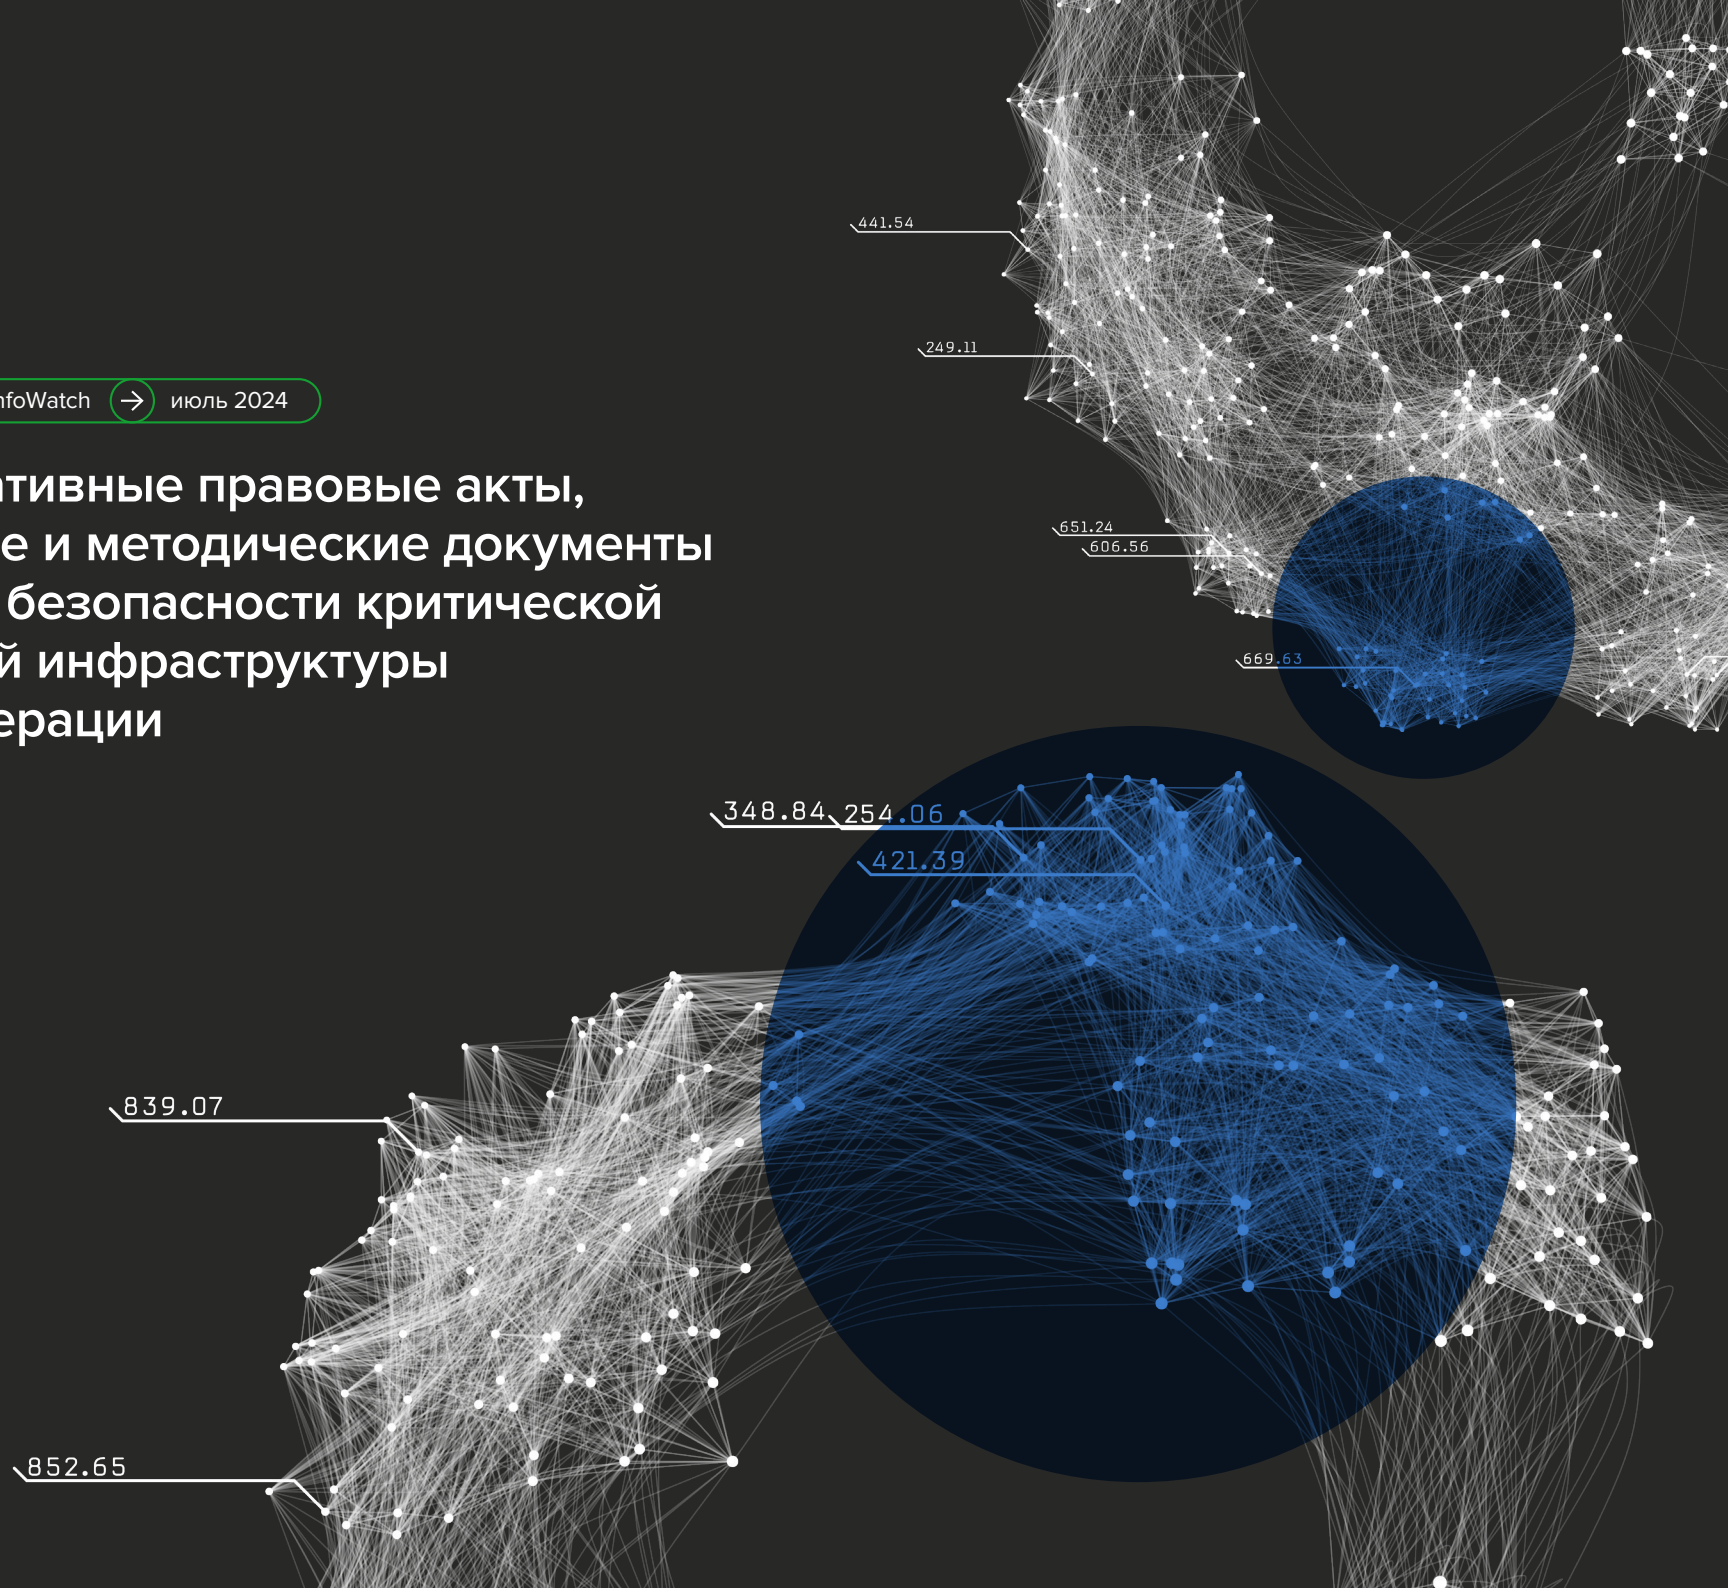 441.54
249.11
nfoWatch → июль 2024
ативные правовые акты,
е и методические документы
безопасности критической
й инфраструктуры
ерации
651.24
606.56
669.63
348.84 254.06
421.39
839.07
852.65